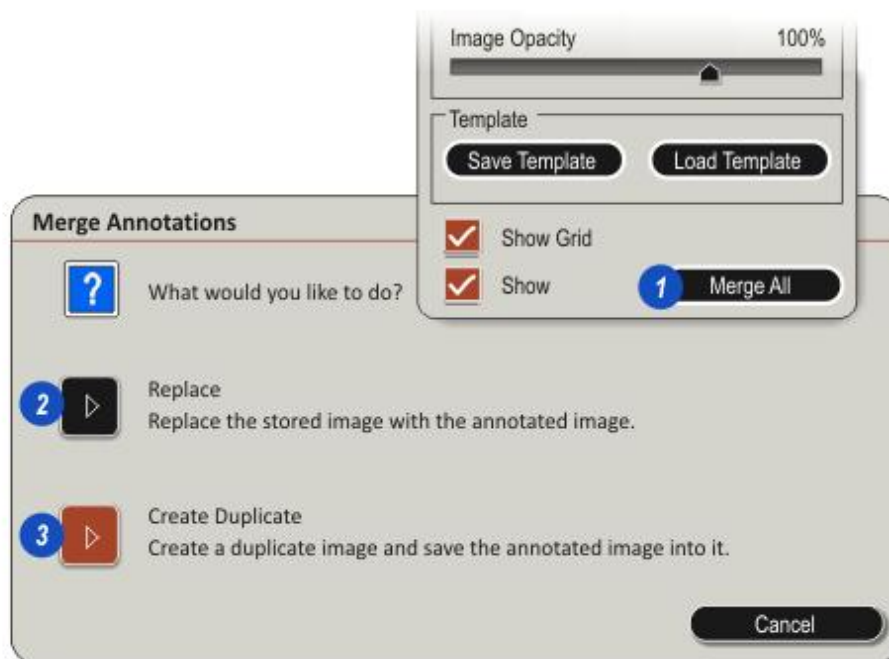 Image Opacity 100%
Template
Save Template Load Template
Show Grid
Show 1 Merge All
Merge Annotations
? What would you like to do?
2 Replace
Replace the stored image with the annotated image.
3 Create Duplicate
Create a duplicate image and save the annotated image into it.
Cancel